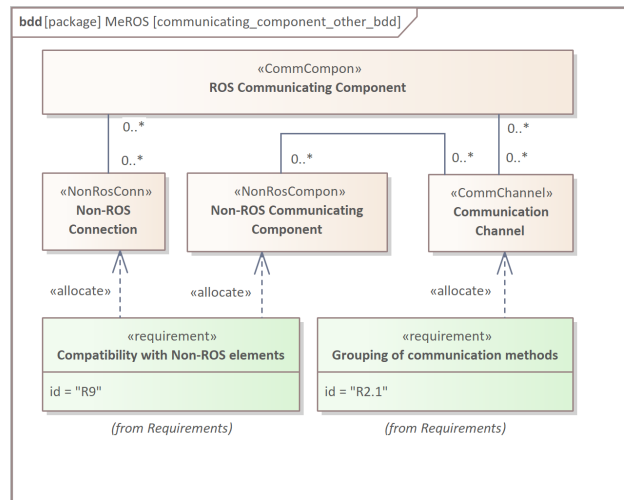 bdd [package] MeROS [communicating_component_other_bdd]
«CommCompon»
ROS Communicating Component
0..*
0..*
0..*
0..*
0..*
0..*
«NonRosConn»
Non-ROS
Connection
«NonRosCompon»
Non-ROS Communicating
Component
«CommChannel»
Communication
Channel
«allocate»
«allocate»
«allocate»
«requirement»
Compatibility with Non-ROS elements
id = "R9"
(from Requirements)
«requirement»
Grouping of communication methods
id = "R2.1"
(from Requirements)